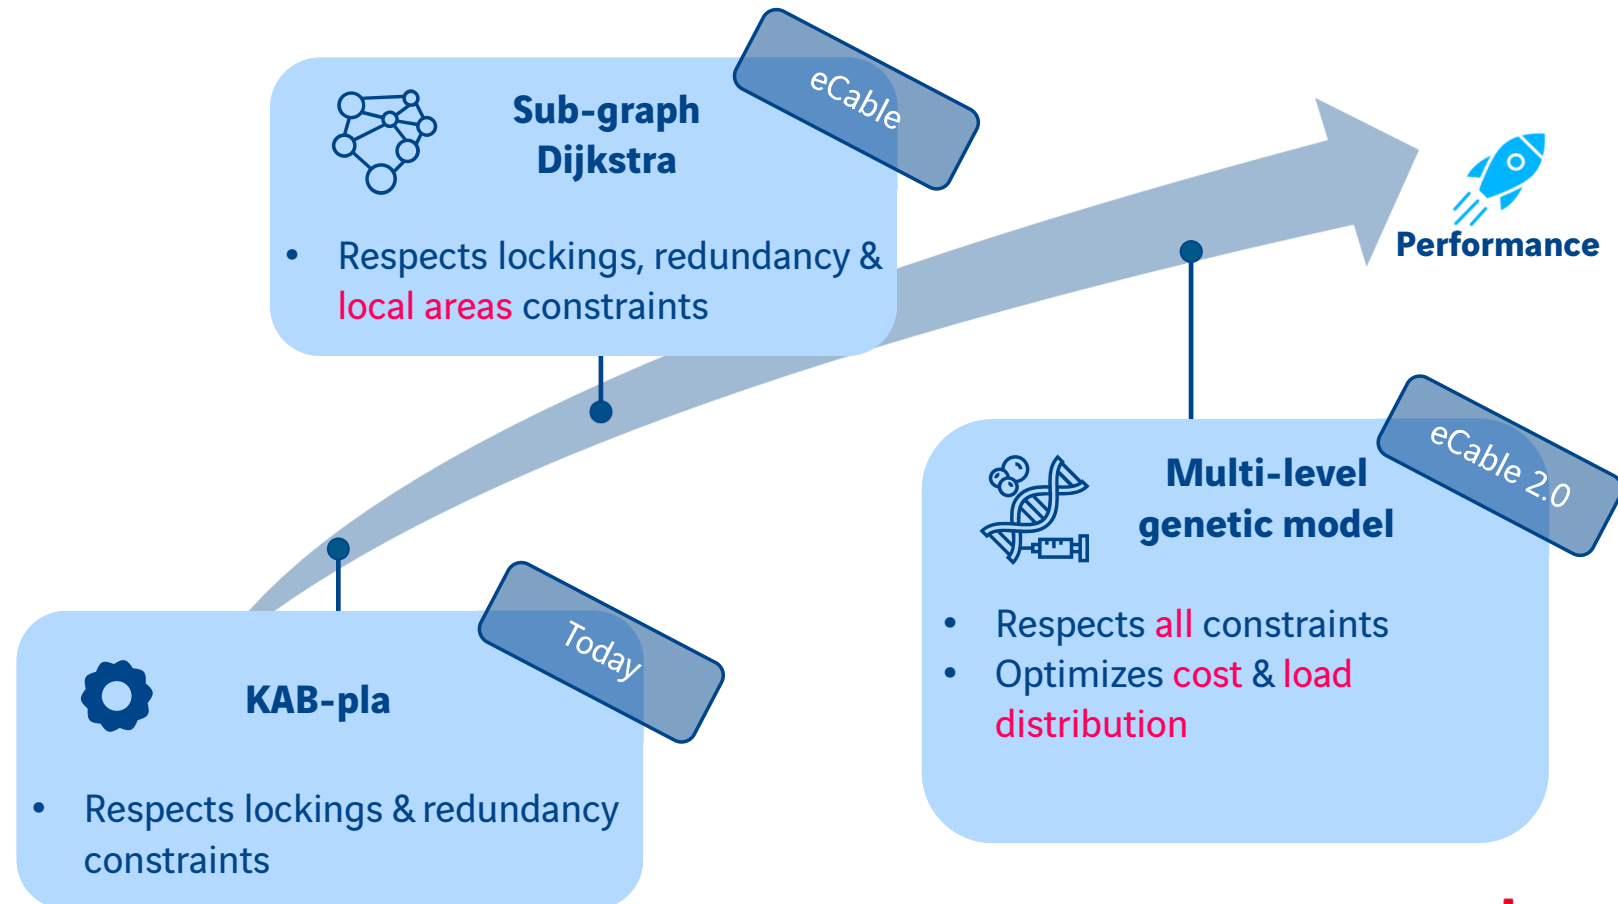 eCable
Sub-graph
Dijkstra
• Respects lockings, redundancy &
local areas constraints
Performance
eCable 2.0
Multi-level
genetic model
• Respects all constraints
• Optimizes cost & load
distribution
Today
KAB-pla
• Respects lockings & redundancy
constraints